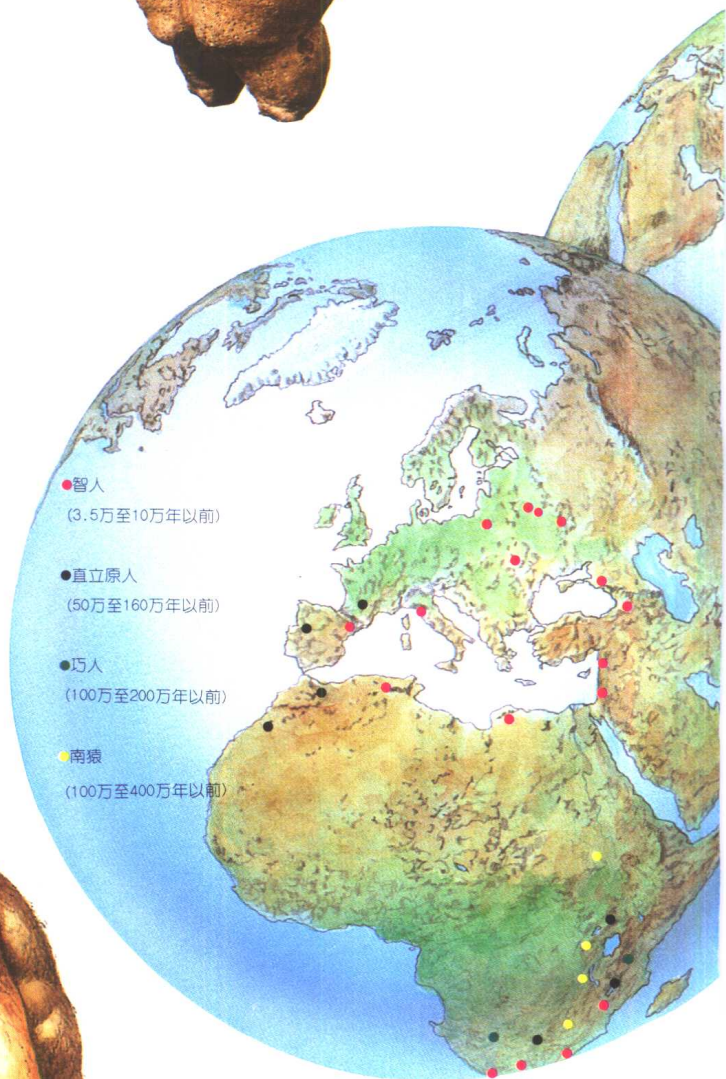 智人
(3.5万至10万年以前)
直立原人
(50万至160万年以前)
巧人
(100万至200万年以前)
南猿
(100万至400万年以前)